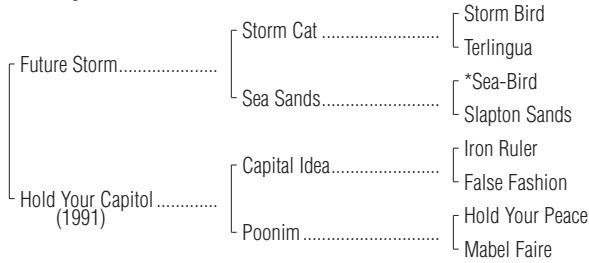 Storm Bird
Storm Cat ........................
Terlingua
Future Storm.....................
*Sea-Bird
Sea Sands.........................
Slapton Sands
Iron Ruler
Capital Idea.......................
False Fashion
Hold Your Capitol .............
(1991)
Hold Your Peace
Poonim .............................
Mabel Faire